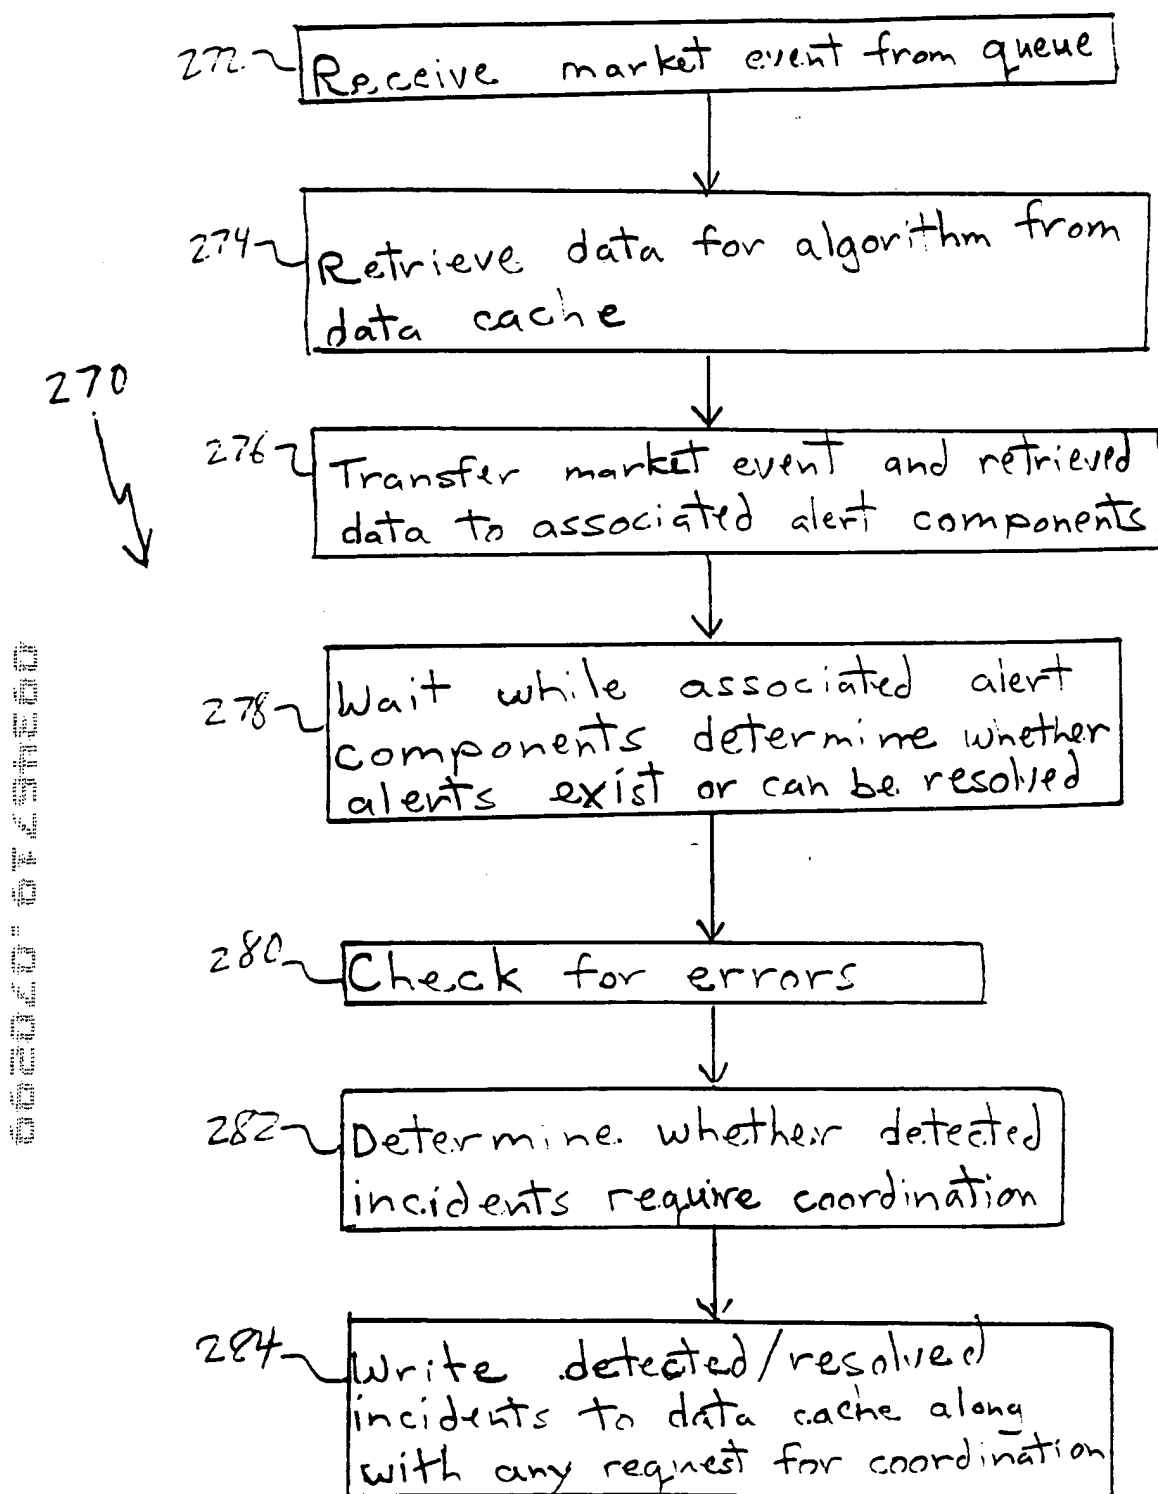 272
Receive market event from queue
274
Retrieve data for algorithm from
data cache
270
276
Transfer market event and retrieved
data to associated alert components
278
Wait while associated alert
components determine whether
alerts exist or can be resolved
280
Check for errors
282
Determine whether detected
incidents require coordination
284
Write detected/resolved
incidents to data cache along
with any request for coordination